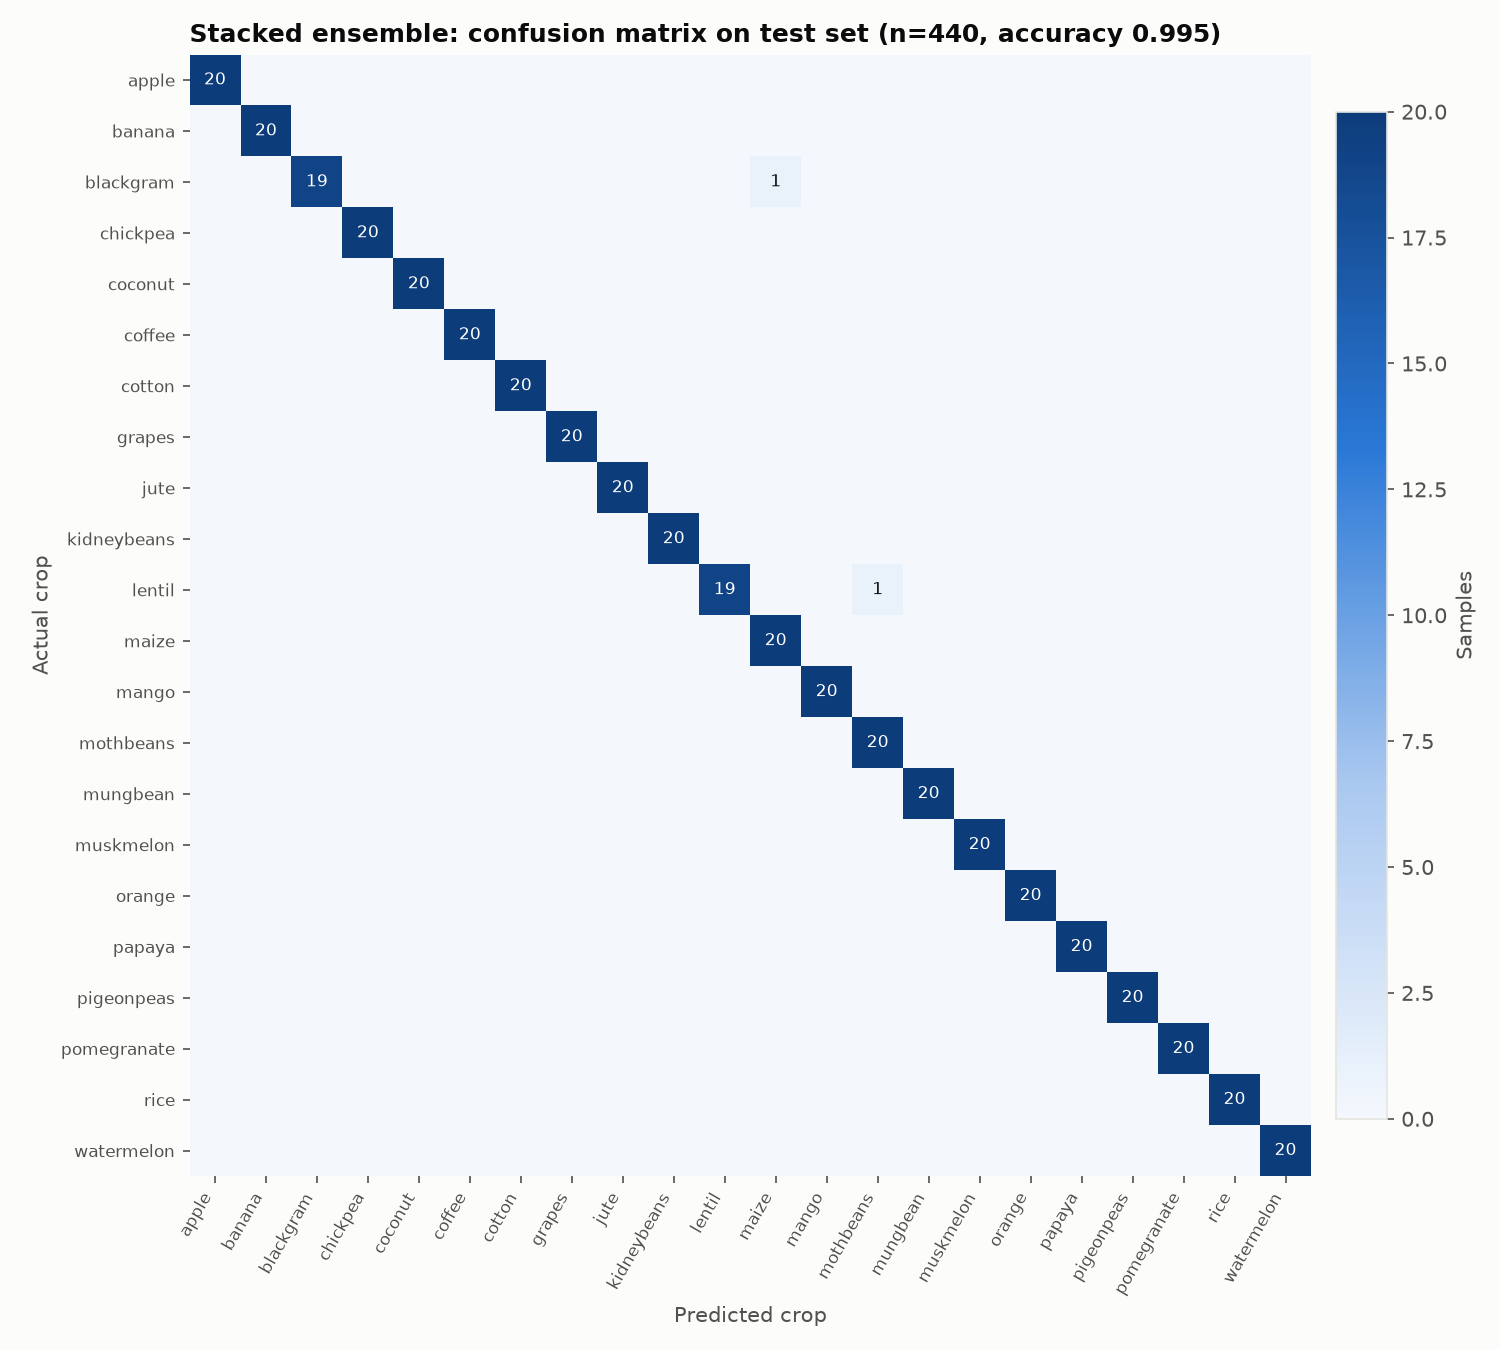 Stacked ensemble: confusion matrix on test set (n=440, accuracy 0.995)
apple 20
banana 20
blackgram 19 1
chickpea 20
coconut 20
coffee 20
cotton 20
grapes 20
jute 20
kidneybeans 20
lentil 19 1
maize 20
mango 20
mothbeans 20
mungbean 20
muskmelon 20
orange 20
papaya 20
pigeonpeas 20
pomegranate 20
rice 20
watermelon 20
Actual crop
apple
banana
blackgram
chickpea
coconut
coffee
cotton
grapes
jute
kidneybeans
lentil
maize
mango
mothbeans
mungbean
muskmelon
orange
papaya
pigeonpeas
pomegranate
rice
watermelon
Predicted crop
20.0
17.5
15.0
12.5
10.0
7.5
5.0
2.5
0.0
Samples